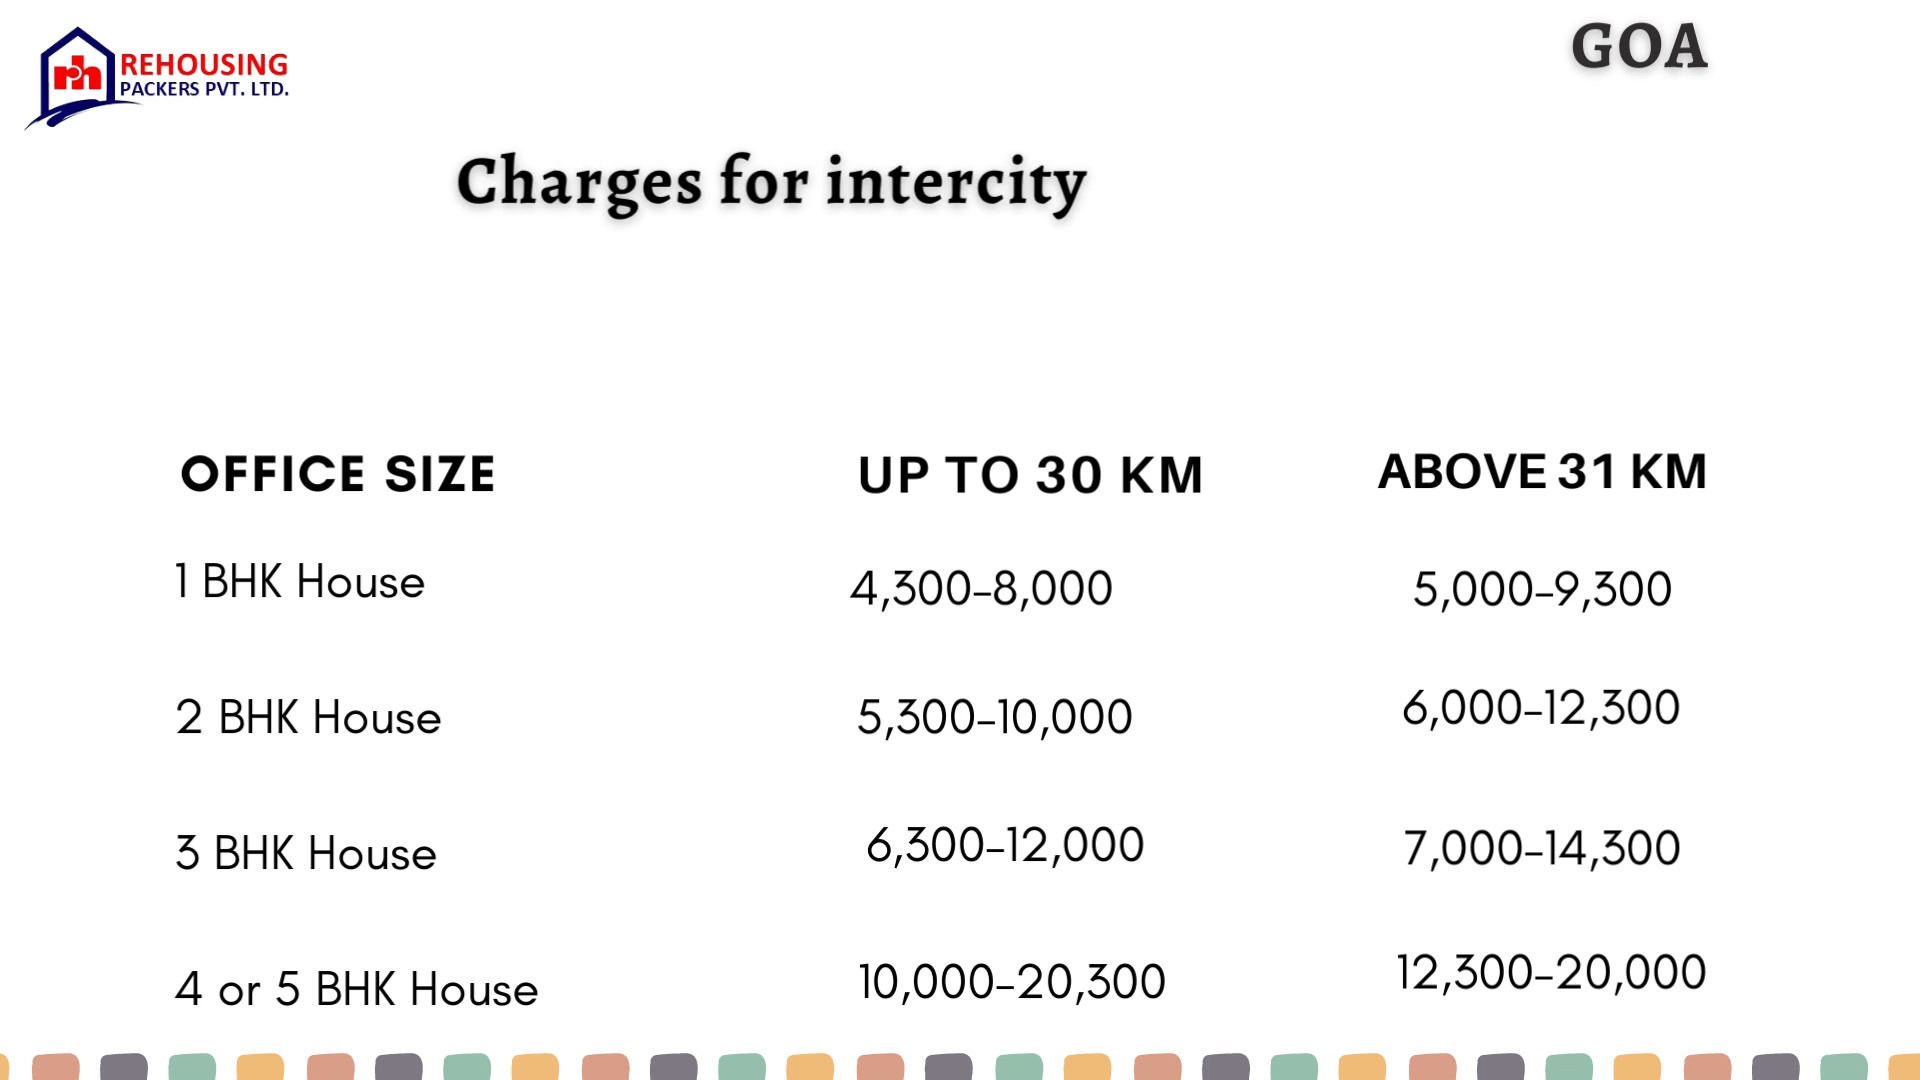 REHOUSING
PACKERS PVT. LTD.
GOA
Charges for intercity
OFFICE SIZE UP TO 30 KM ABOVE 31 KM
1 BHK House 4,300–8,000 5,000–9,300
2 BHK House 5,300–10,000 6,000–12,300
3 BHK House 6,300–12,000 7,000–14,300
4 or 5 BHK House 10,000–20,300 12,300–20,000